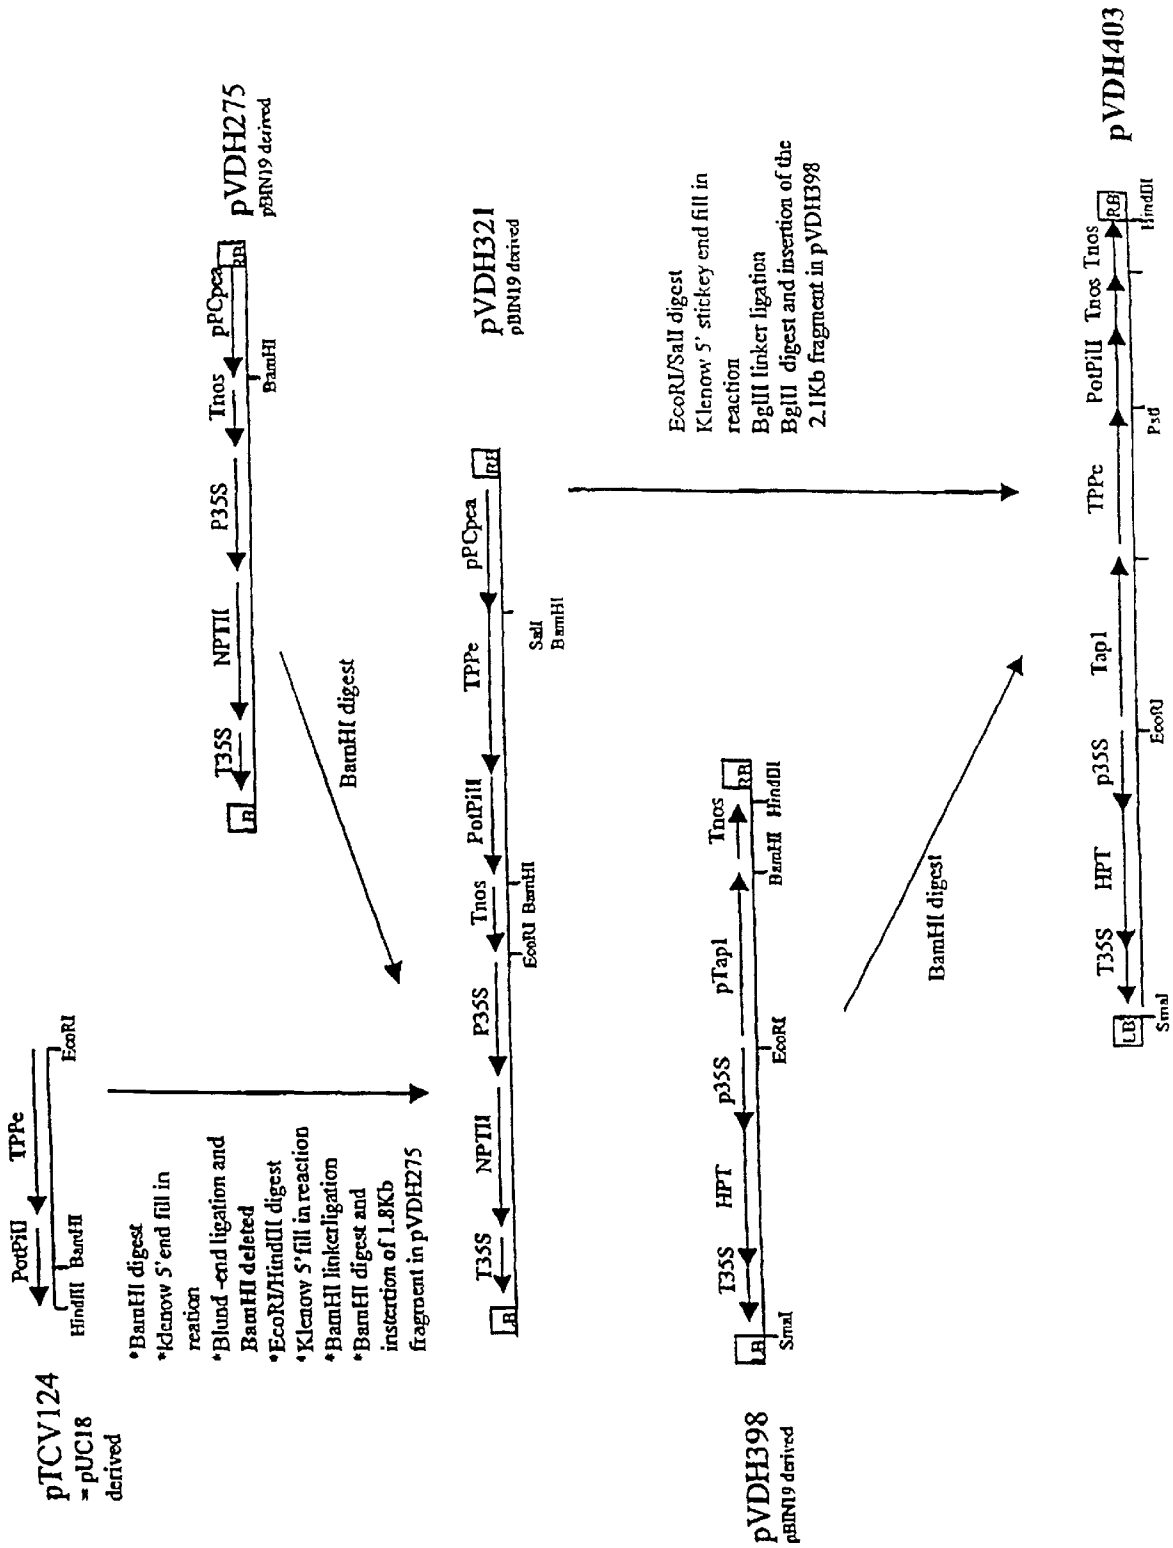 pTCV124
= pUC18
derived
PotPiII TPPe
HindIII BamHI EcoRI
*BamHI digest
*klenow 5'end fill in
reation
*Blund -end ligation and
BamHI deleted
*EcoRI/HindIII digest
*Klenow 5'fill in reaction
*BamHI linkerligation
*BamHI digest and
instertion of 1.8Kb
fragment in pVDH275
T35S NPTII P35S Tnos pPCpea
LB RB
BamHI
pVDH275
pBIN19 derived
BamHI digest
T35S NPTII P35S Tnos PotPiII TPPe pPCpea
LB RB
EcoRI BamHI SalI
BamHI
pVDH321
pBIN19 derived
EcoRI/SalI digest
Klenow 5' stickey end fill in
reaction
BglII linker ligation
BglII digest and insertion of the
2.1Kb fragment in pVDH398
pVDH398
pBIN19 derived
T35S HPT p35S pTap1 Tnos
LB RB
SmaI EcoRI BamHI HindIII
BamHI digest
T35S HPT p35S Tap1 TPPe PotPiII Tnos Tnos
LB RB
SmaI EcoRI PstI HindIII
pVDH403